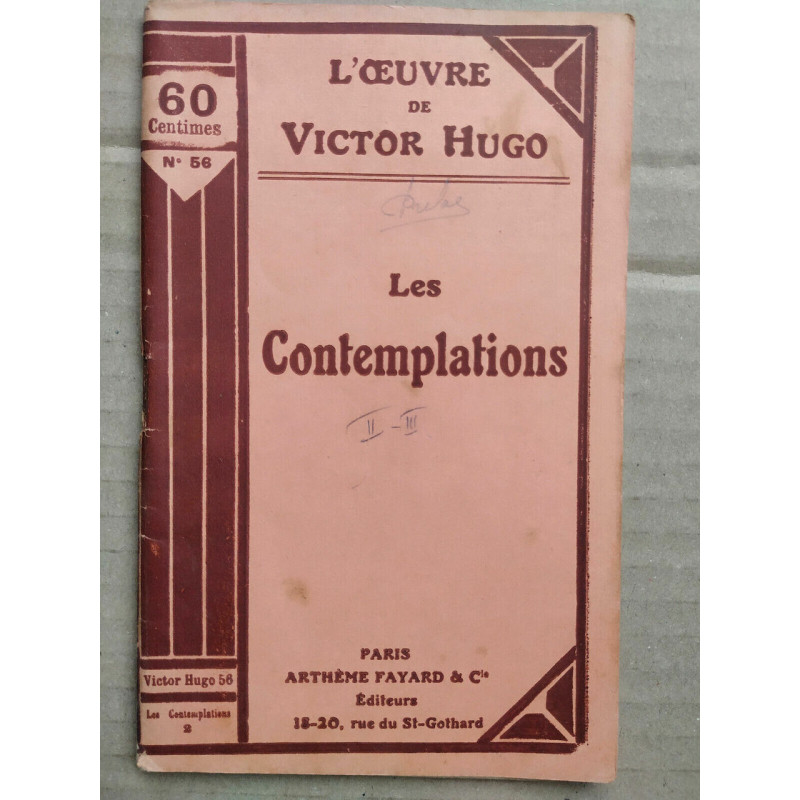 60
Centimes
N° 56
L'ŒUVRE
DE
VICTOR HUGO
Les
Contemplations
II - III
PARIS
ARTHÈME FAYARD & Cie
Éditeurs
18-20, rue du St-Gothard
Victor Hugo 56
Les Contemplations
2